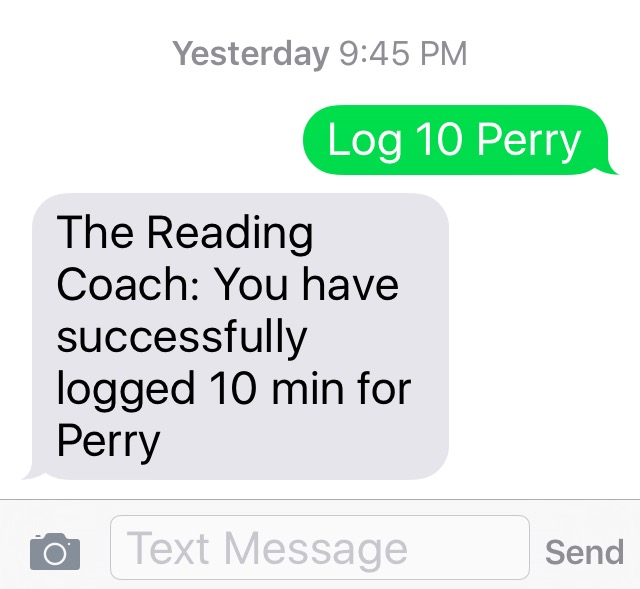 Yesterday 9:45 PM
Log 10 Perry
The Reading
Coach: You have
successfully
logged 10 min for
Perry
Text Message
Send